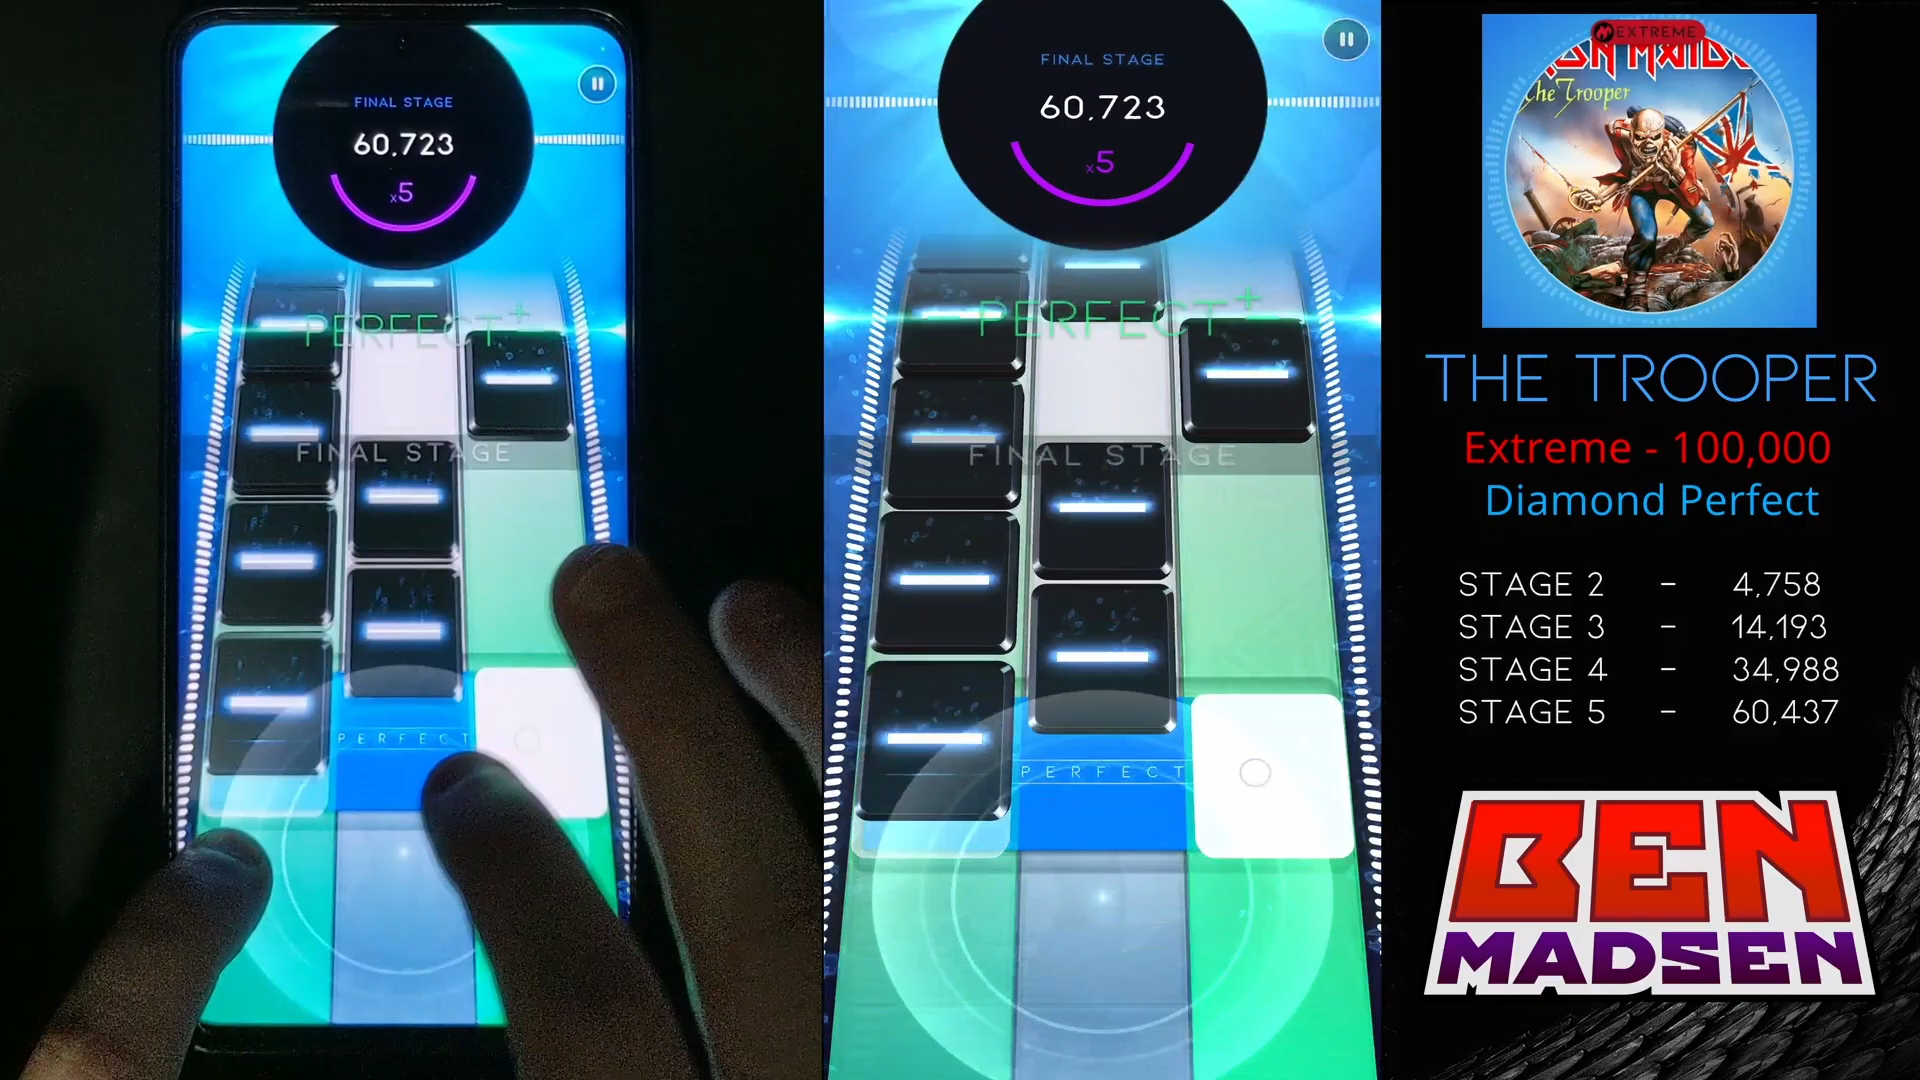 FINAL STAGE
60,723
x5
PERFECT+
FINAL STAGE
PERFECT
FINAL STAGE
60,723
x5
PERFECT+
FINAL STAGE
PERFECT
EXTREME
IRON MAIDEN
The Trooper
THE TROOPER
Extreme - 100,000
Diamond Perfect
STAGE 2 - 4,758
STAGE 3 - 14,193
STAGE 4 - 34,988
STAGE 5 - 60,437
BEN
MADSEN